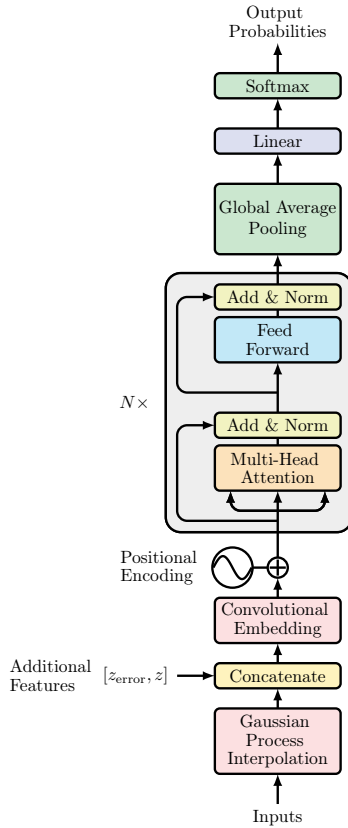 Output
Probabilities
Softmax
Linear
Global Average
Pooling
Add & Norm
Feed
Forward
N×
Add & Norm
Multi-Head
Attention
Positional
Encoding
Convolutional
Embedding
Additional
Features
[z_error, z]
Concatenate
Gaussian
Process
Interpolation
Inputs